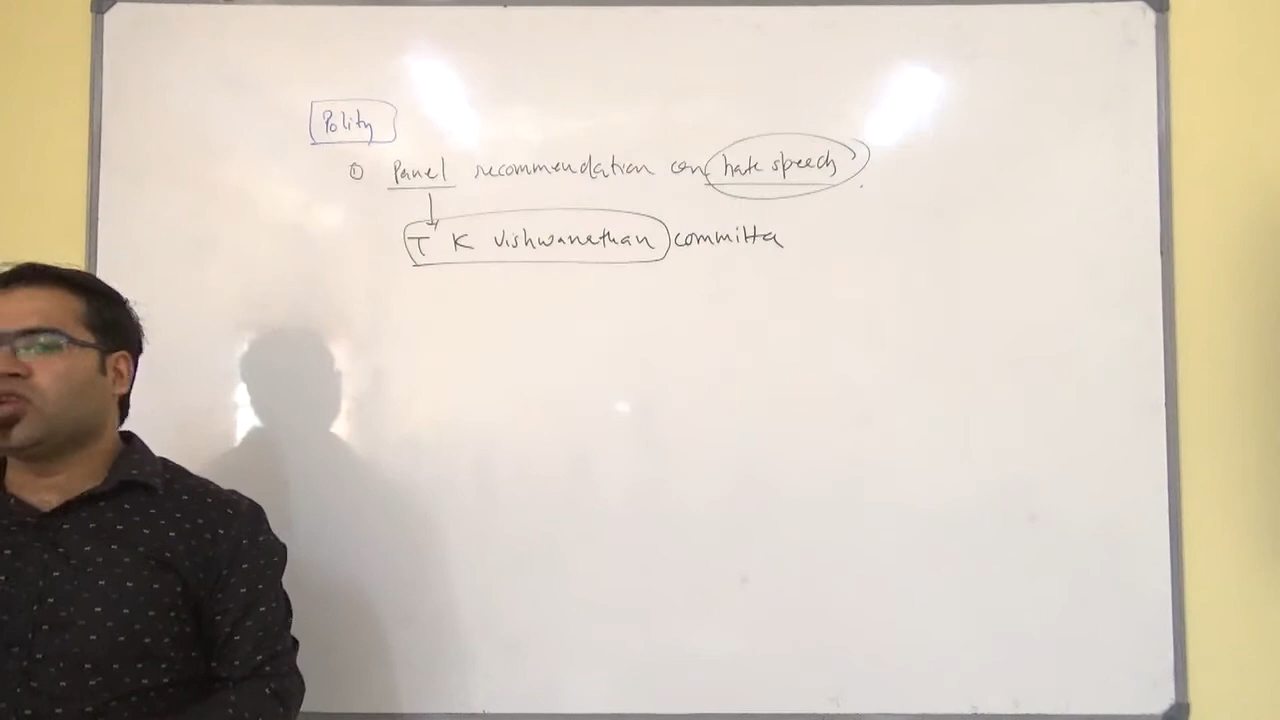 Polity
① Panel recommendation on hate speech
T K Vishwanathan committee